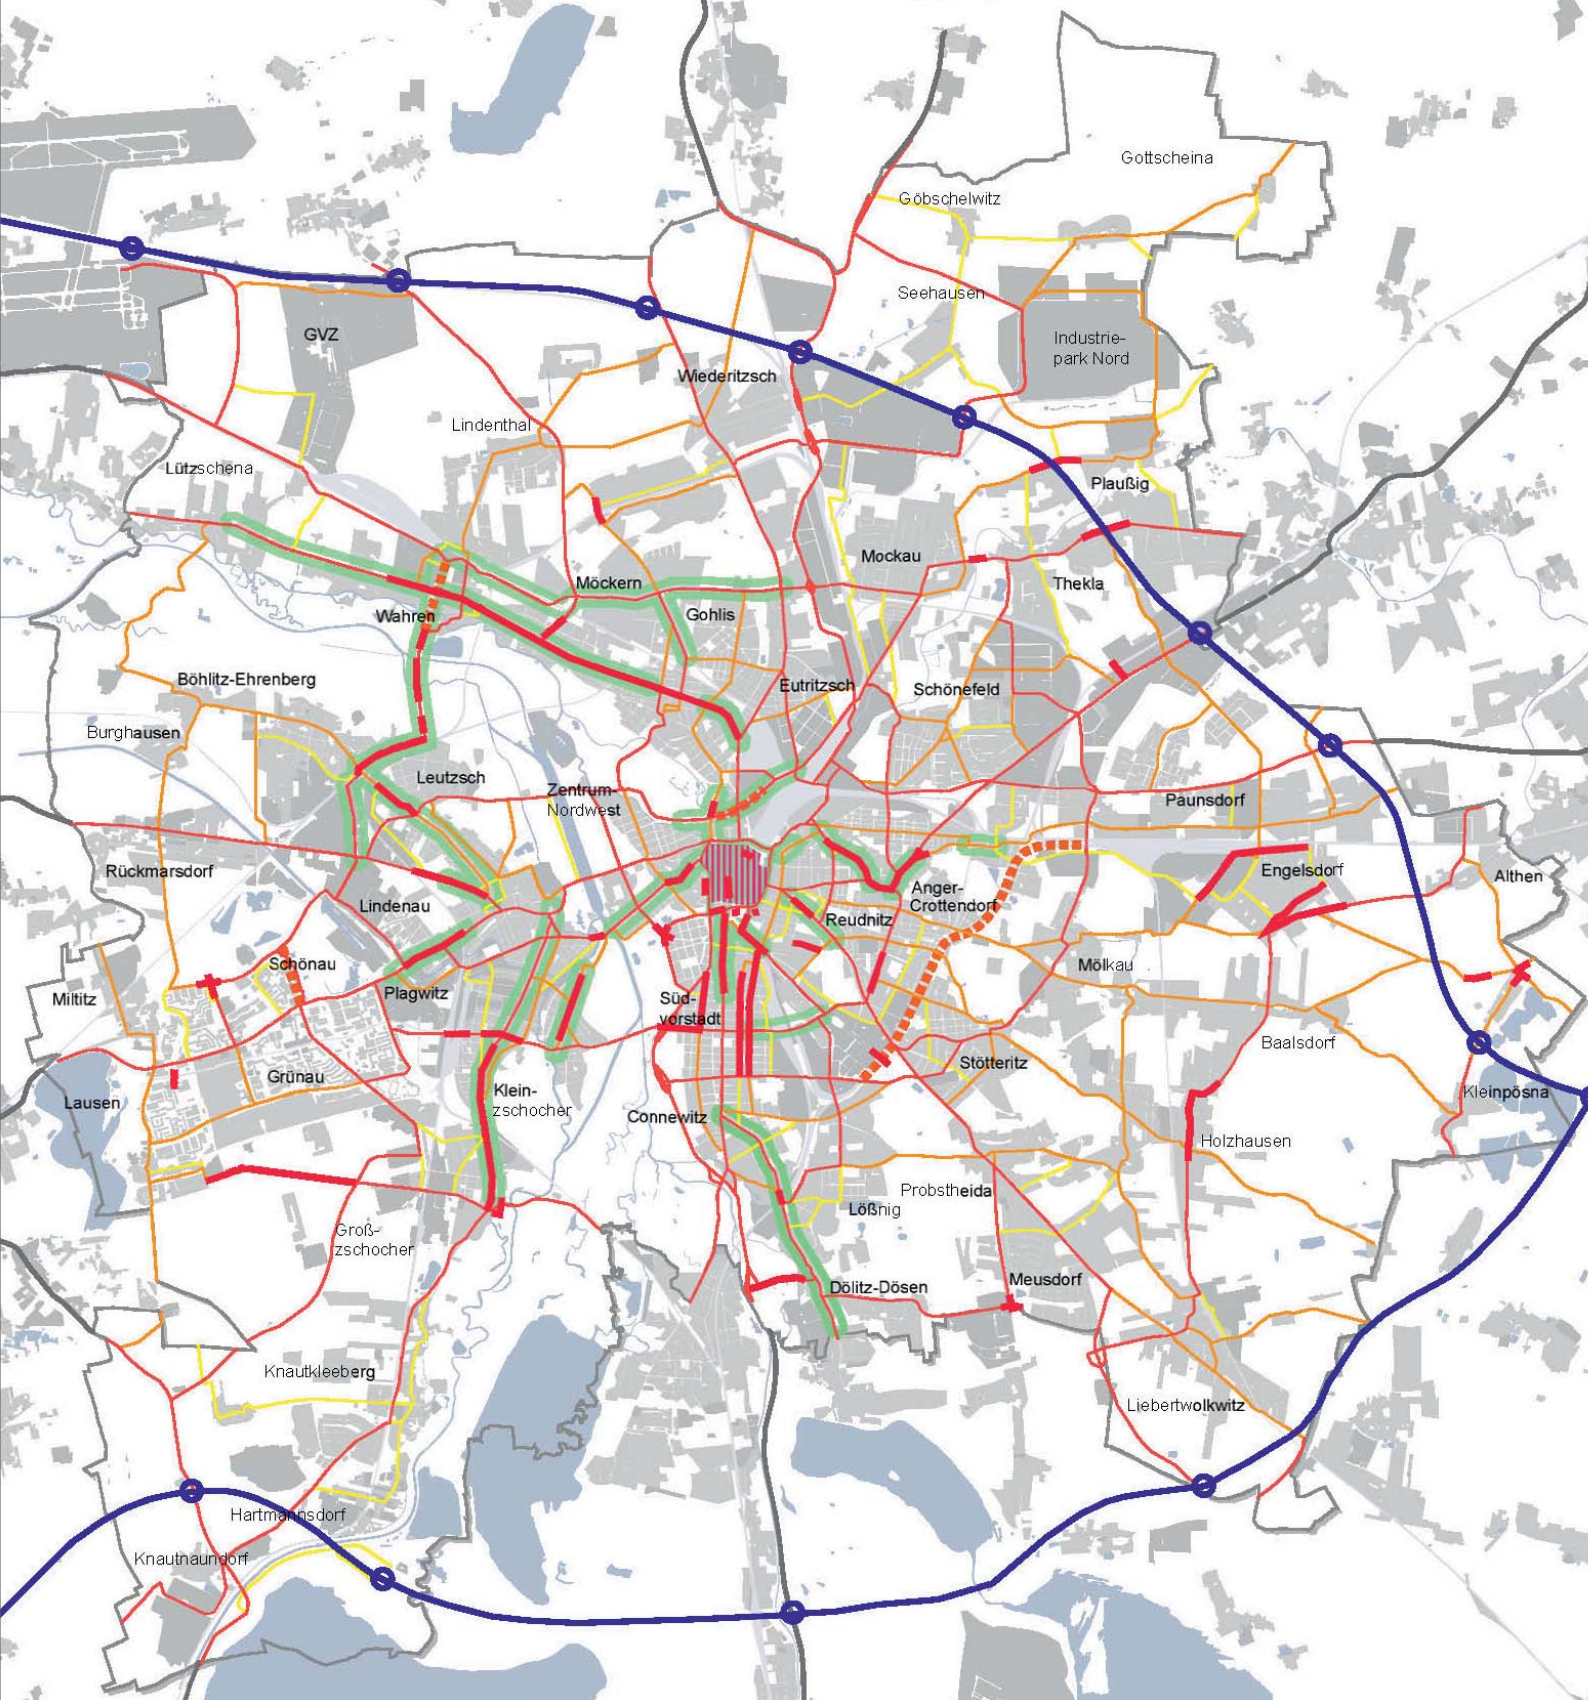 Gottscheina
Göbschelwitz
Seehausen
GVZ
Industrie-
park Nord
Wiederitzsch
Lindenthal
Lützschena
Plaußig
Mockau
Möckern
Thekla
Wahren
Gohlis
Böhlitz-Ehrenberg
Eutritzsch
Schönefeld
Burghausen
Leutzsch
Zentrum-
Nordwest
Paunsdorf
Rückmarsdorf
Engelsdorf
Althen
Anger-
Crottendorf
Lindenau
Reudnitz
Schönau
Mölkau
Plagwitz
Miltitz
Süd-
vorstadt
Baalsdorf
Stötteritz
Grünau
Klein-
zschocher
Kleinpösna
Lausen
Connewitz
Holzhausen
Probstheida
Lößnig
Groß-
zschocher
Meusdorf
Dölitz-Dösen
Knautkleeberg
Liebertwolkwitz
Hartmannsdorf
Knautnaundorf